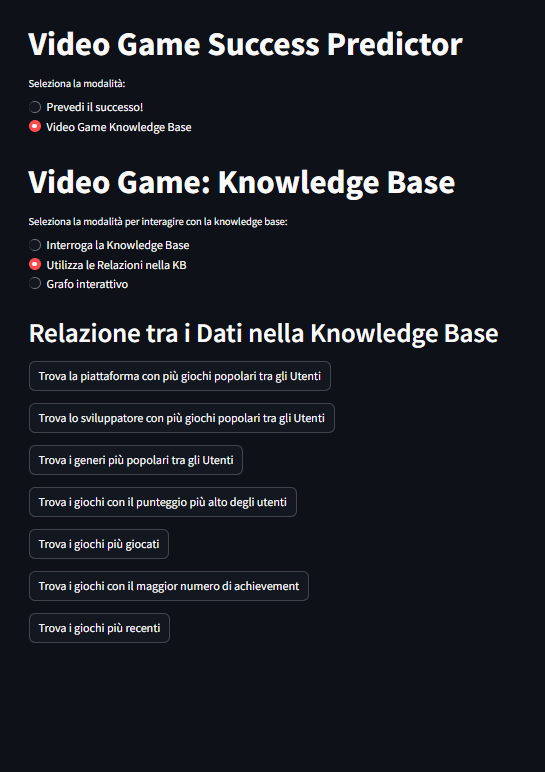 Video Game Success Predictor
Seleziona la modalità:
Prevedi il successo!
Video Game Knowledge Base
Video Game: Knowledge Base
Seleziona la modalità per interagire con la knowledge base:
Interroga la Knowledge Base
Utilizza le Relazioni nella KB
Grafo interattivo
Relazione tra i Dati nella Knowledge Base
Trova la piattaforma con più giochi popolari tra gli Utenti
Trova lo sviluppatore con più giochi popolari tra gli Utenti
Trova i generi più popolari tra gli Utenti
Trova i giochi con il punteggio più alto degli utenti
Trova i giochi più giocati
Trova i giochi con il maggior numero di achievement
Trova i giochi più recenti